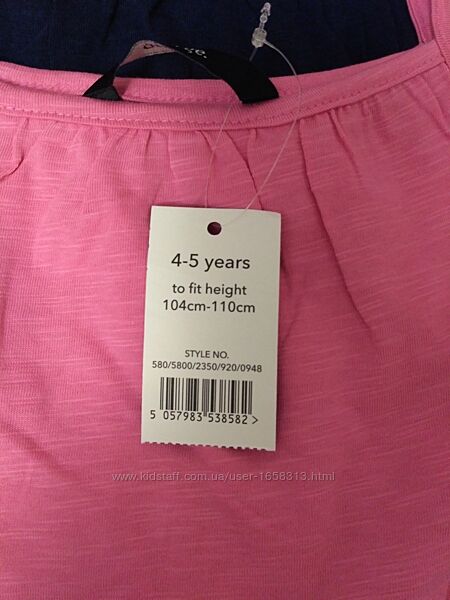 4-5 years
to fit height
104cm-110cm
STYLE NO.
580/5800/2350/920/0948
5 057983 538582 >
www.kidstaff.com.ua/user-1658313.html